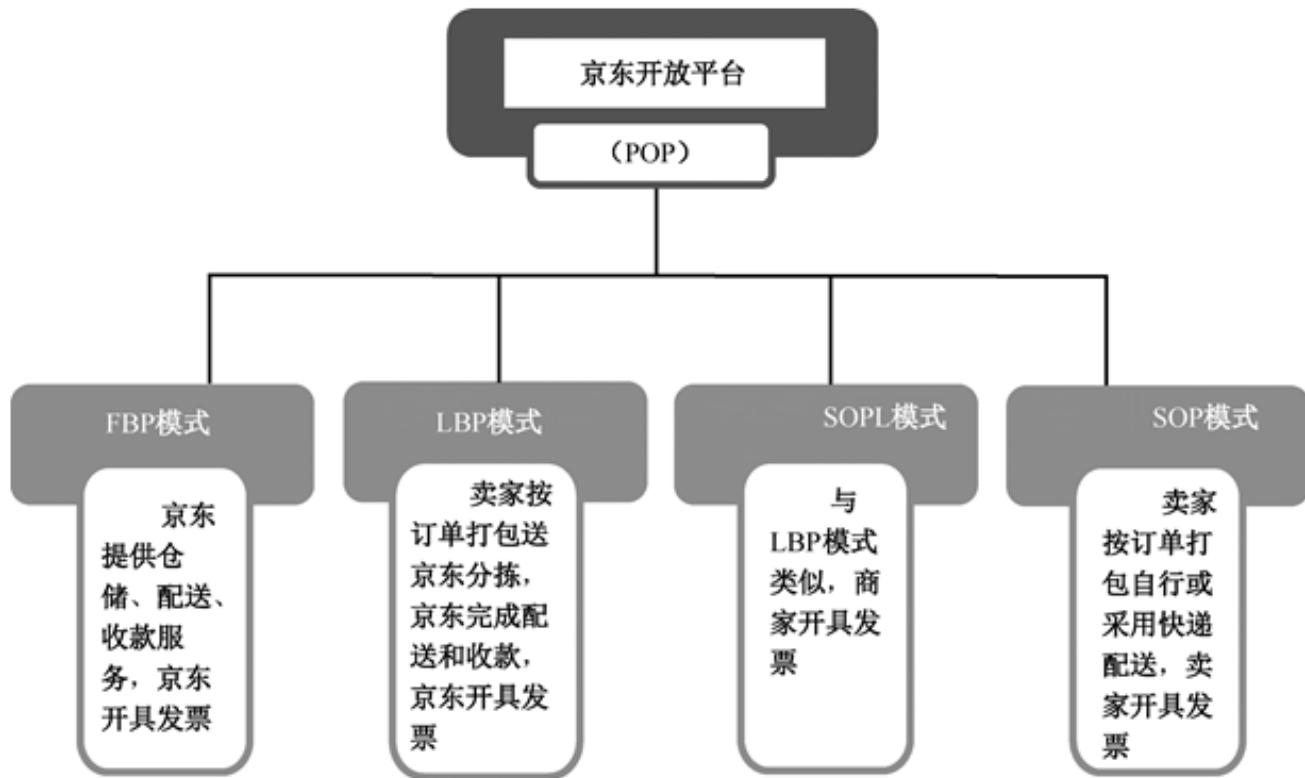 京东开放平台
（POP）
FBP模式
京东
提供仓
储、配送、
收款服
务，京东
开具发票
LBP模式
卖家按
订单打包送
京东分拣，
京东完成配
送和收款，
京东开具发
票
SOPL模式
与
LBP模式
类似，商
家开具发
票
SOP模式
卖家
按订单打
包自行或
采用快递
配送，卖
家开具发
票